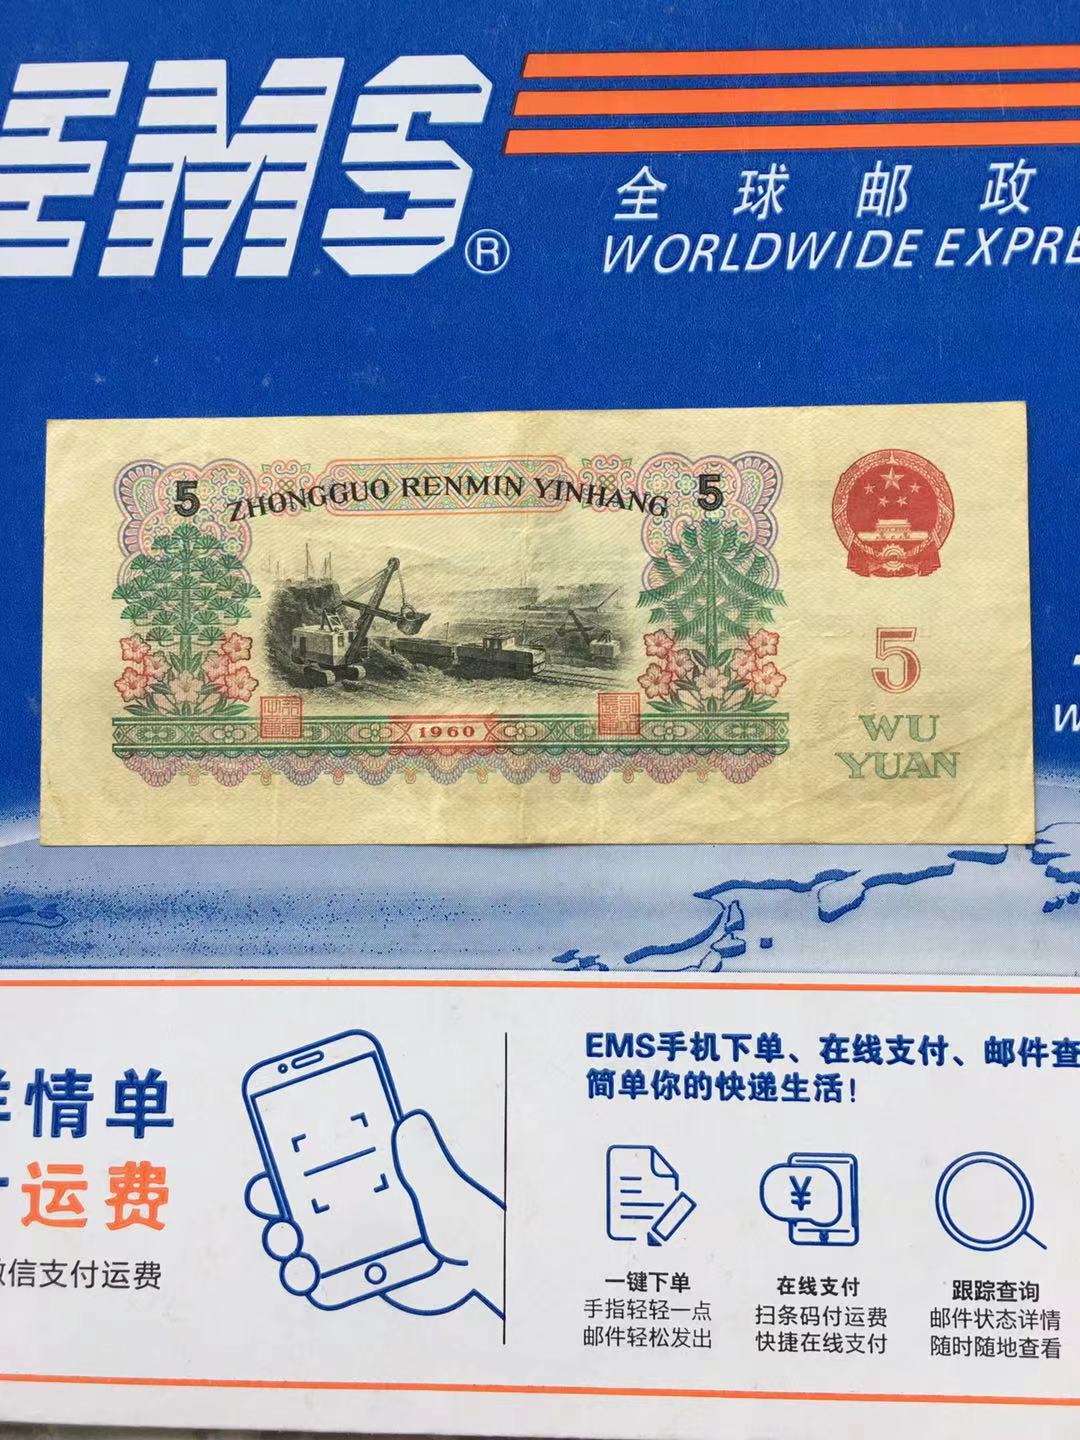 EMS®
全球邮政
WORLDWIDE EXPRE
5 ZHONGGUO RENMIN YINHANG 5
5
WU
YUAN
1960
EMS手机下单、在线支付、邮件查
简单你的快递生活！
情单
运费
信支付运费
¥
一键下单
手指轻轻一点
邮件轻松发出
在线支付
扫条码付运费
快捷在线支付
跟踪查询
邮件状态详情
随时随地查看